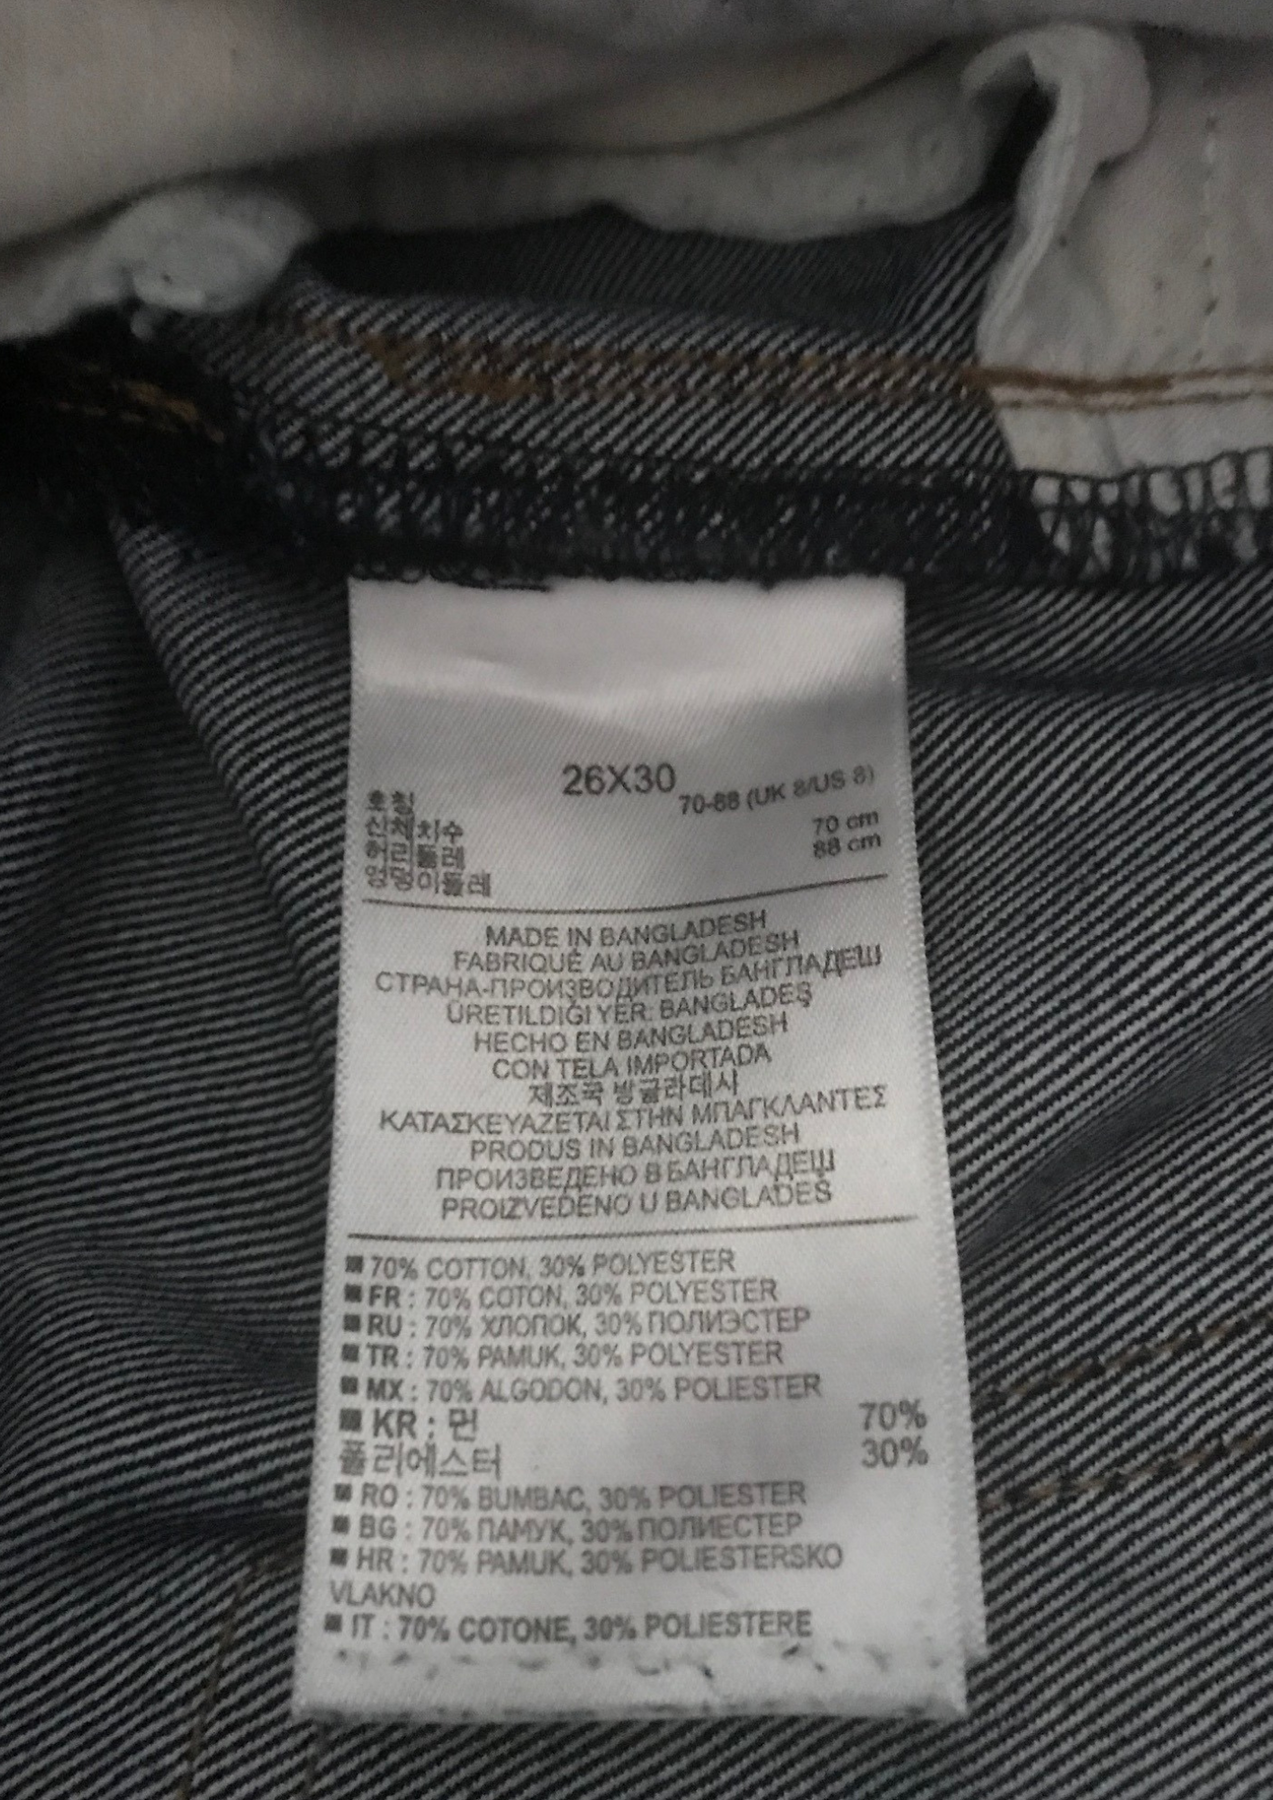 26X30
호칭
신체치수 70-88 (UK 8/US 8)
허리둘레 70 cm
엉덩이둘레 88 cm
MADE IN BANGLADESH
FABRIQUÉ AU BANGLADESH
СТРАНА-ПРОИЗВОДИТЕЛЬ БАНГЛАДЕШ
ÜRETILDIĞI YER: BANGLADEŞ
HECHO EN BANGLADESH
CON TELA IMPORTADA
제조국 방글라데시
ΚΑΤΑΣΚΕΥΑΖΕΤΑΙ ΣΤΗΝ ΜΠΑΓΚΛΑΝΤΕΣ
PRODUS IN BANGLADESH
ПРОИЗВЕДЕНО В БАНГЛАДЕШ
PROIZVEDENO U BANGLADEŠ
■ 70% COTTON, 30% POLYESTER
■ FR : 70% COTON, 30% POLYESTER
■ RU : 70% ХЛОПОК, 30% ПОЛИЭСТЕР
■ TR : 70% PAMUK, 30% POLYESTER
■ MX : 70% ALGODON, 30% POLIESTER
■ KR : 면 70%
폴리에스터 30%
■ RO : 70% BUMBAC, 30% POLIESTER
■ BG : 70% ПАМУК, 30% ПОЛИЕСТЕР
■ HR : 70% PAMUK, 30% POLIESTERSKO
VLAKNO
■ IT : 70% COTONE, 30% POLIESTERE